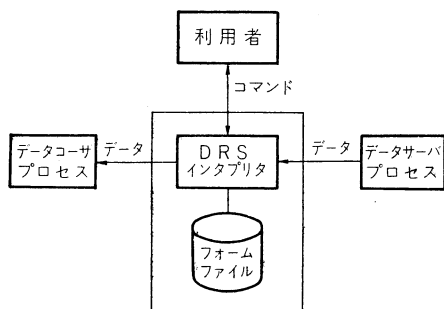 利用者
コマンド
データコーサ
プロセス
データ
DRS
インタプリタ
データ
データサーバ
プロセス
フォーム
ファイル